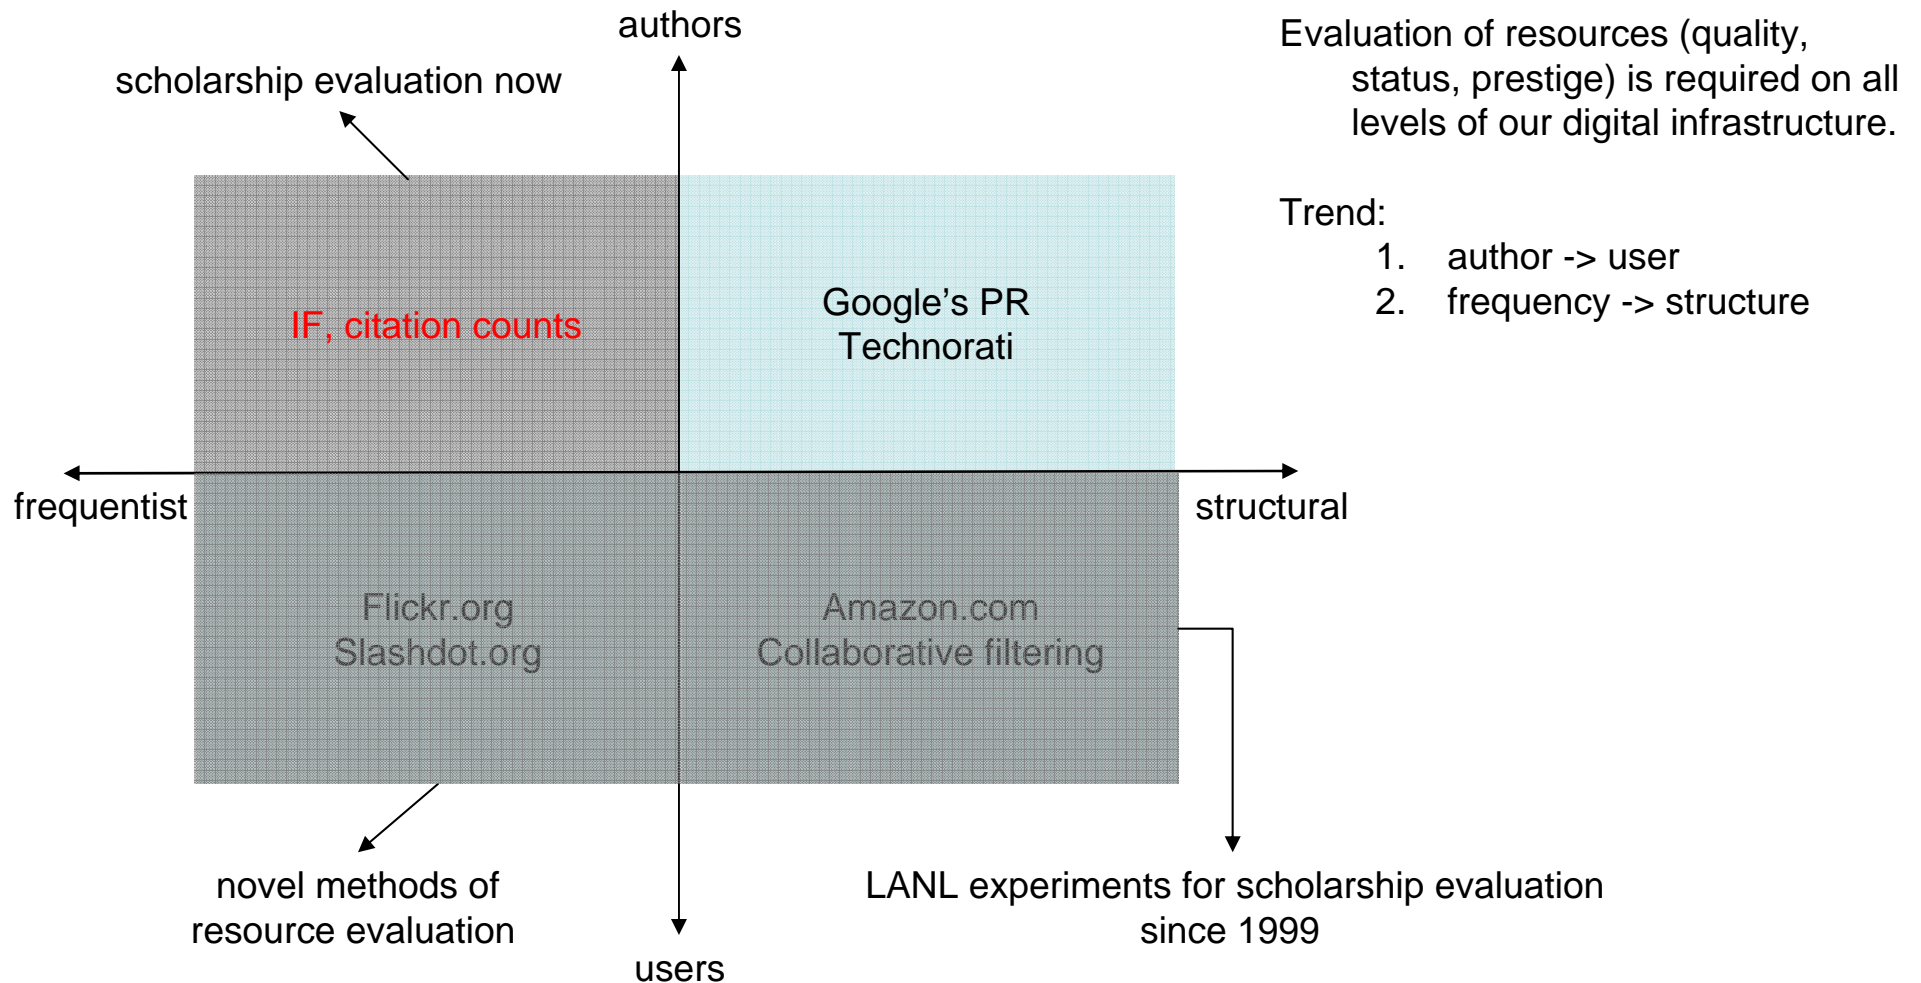 authors
scholarship evaluation now
Evaluation of resources (quality,
status, prestige) is required on all
levels of our digital infrastructure.
Trend:
1. author -> user
2. frequency -> structure
IF, citation counts
Google’s PR
Technorati
frequentist
structural
Flickr.org
Slashdot.org
Amazon.com
Collaborative filtering
novel methods of
resource evaluation
LANL experiments for scholarship evaluation
since 1999
users